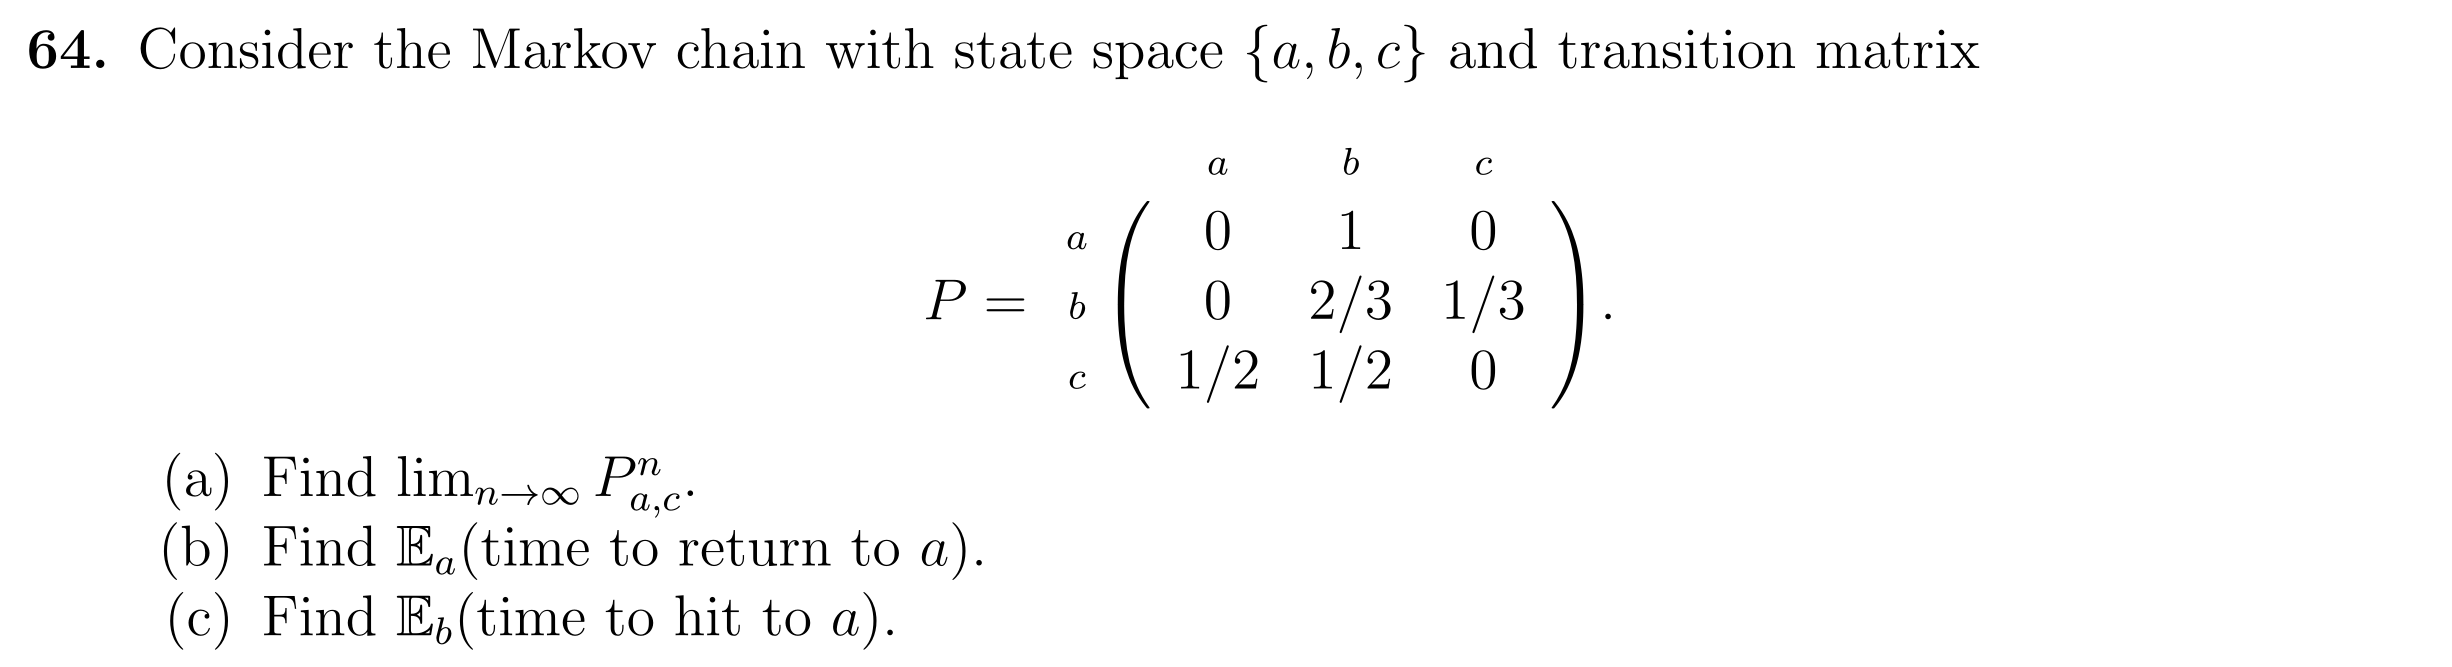 64. Consider the Markov chain with state space {a, b, c} and transition matrix
a b c
a 0 1 0
P = b 0 2/3 1/3 .
c 1/2 1/2 0
(a) Find lim_{n→∞} P^n_{a,c}.
(b) Find 𝔼_a(time to return to a).
(c) Find 𝔼_b(time to hit to a).